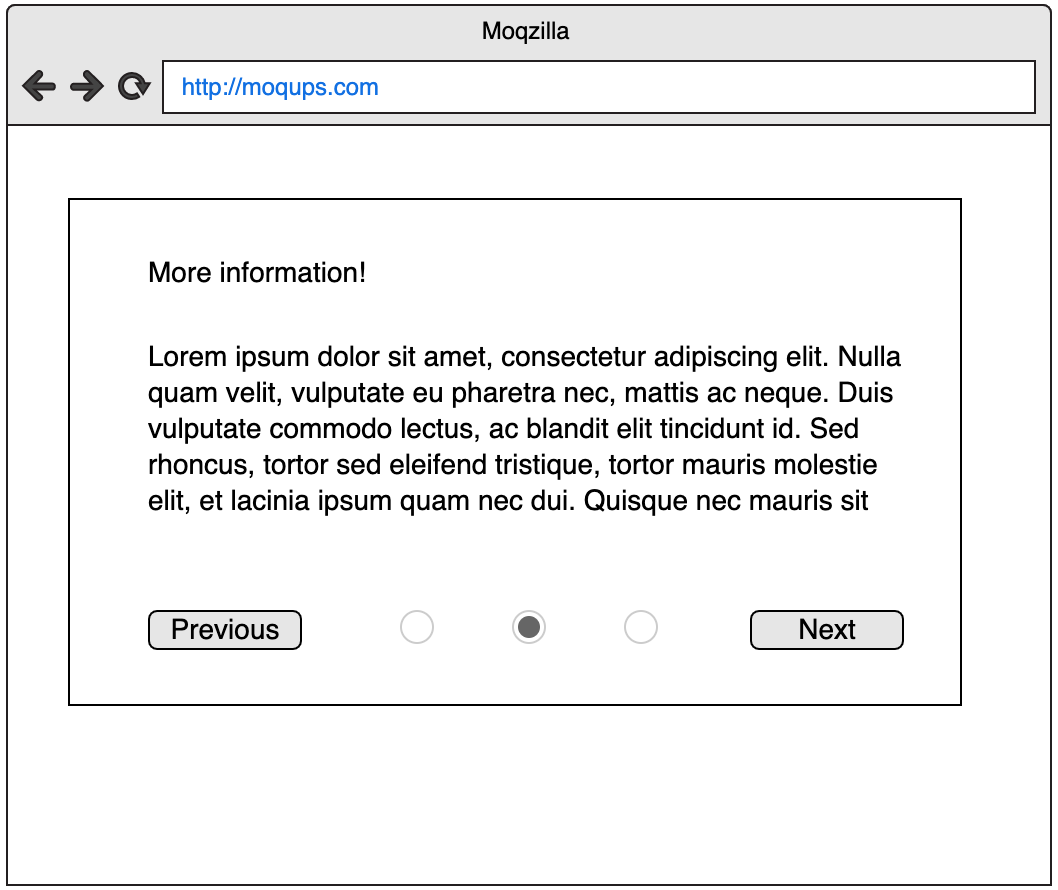 Moqzilla
http://moqups.com
More information!
Lorem ipsum dolor sit amet, consectetur adipiscing elit. Nulla
quam velit, vulputate eu pharetra nec, mattis ac neque. Duis
vulputate commodo lectus, ac blandit elit tincidunt id. Sed
rhoncus, tortor sed eleifend tristique, tortor mauris molestie
elit, et lacinia ipsum quam nec dui. Quisque nec mauris sit
Previous
Next